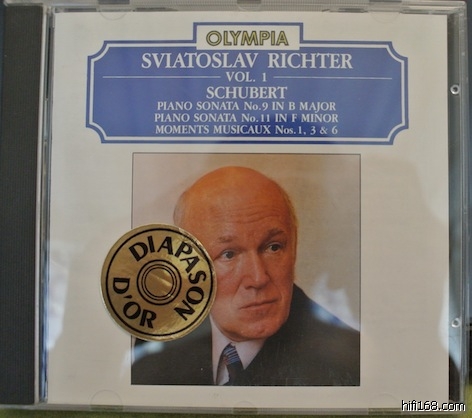 OLYMPIA
SVIATOSLAV RICHTER
VOL. 1
SCHUBERT
PIANO SONATA No.9 IN B MAJOR
PIANO SONATA No.11 IN F MINOR
MOMENTS MUSICAUX Nos.1, 3 & 6
DIAPASON
D'OR
hifi168.com